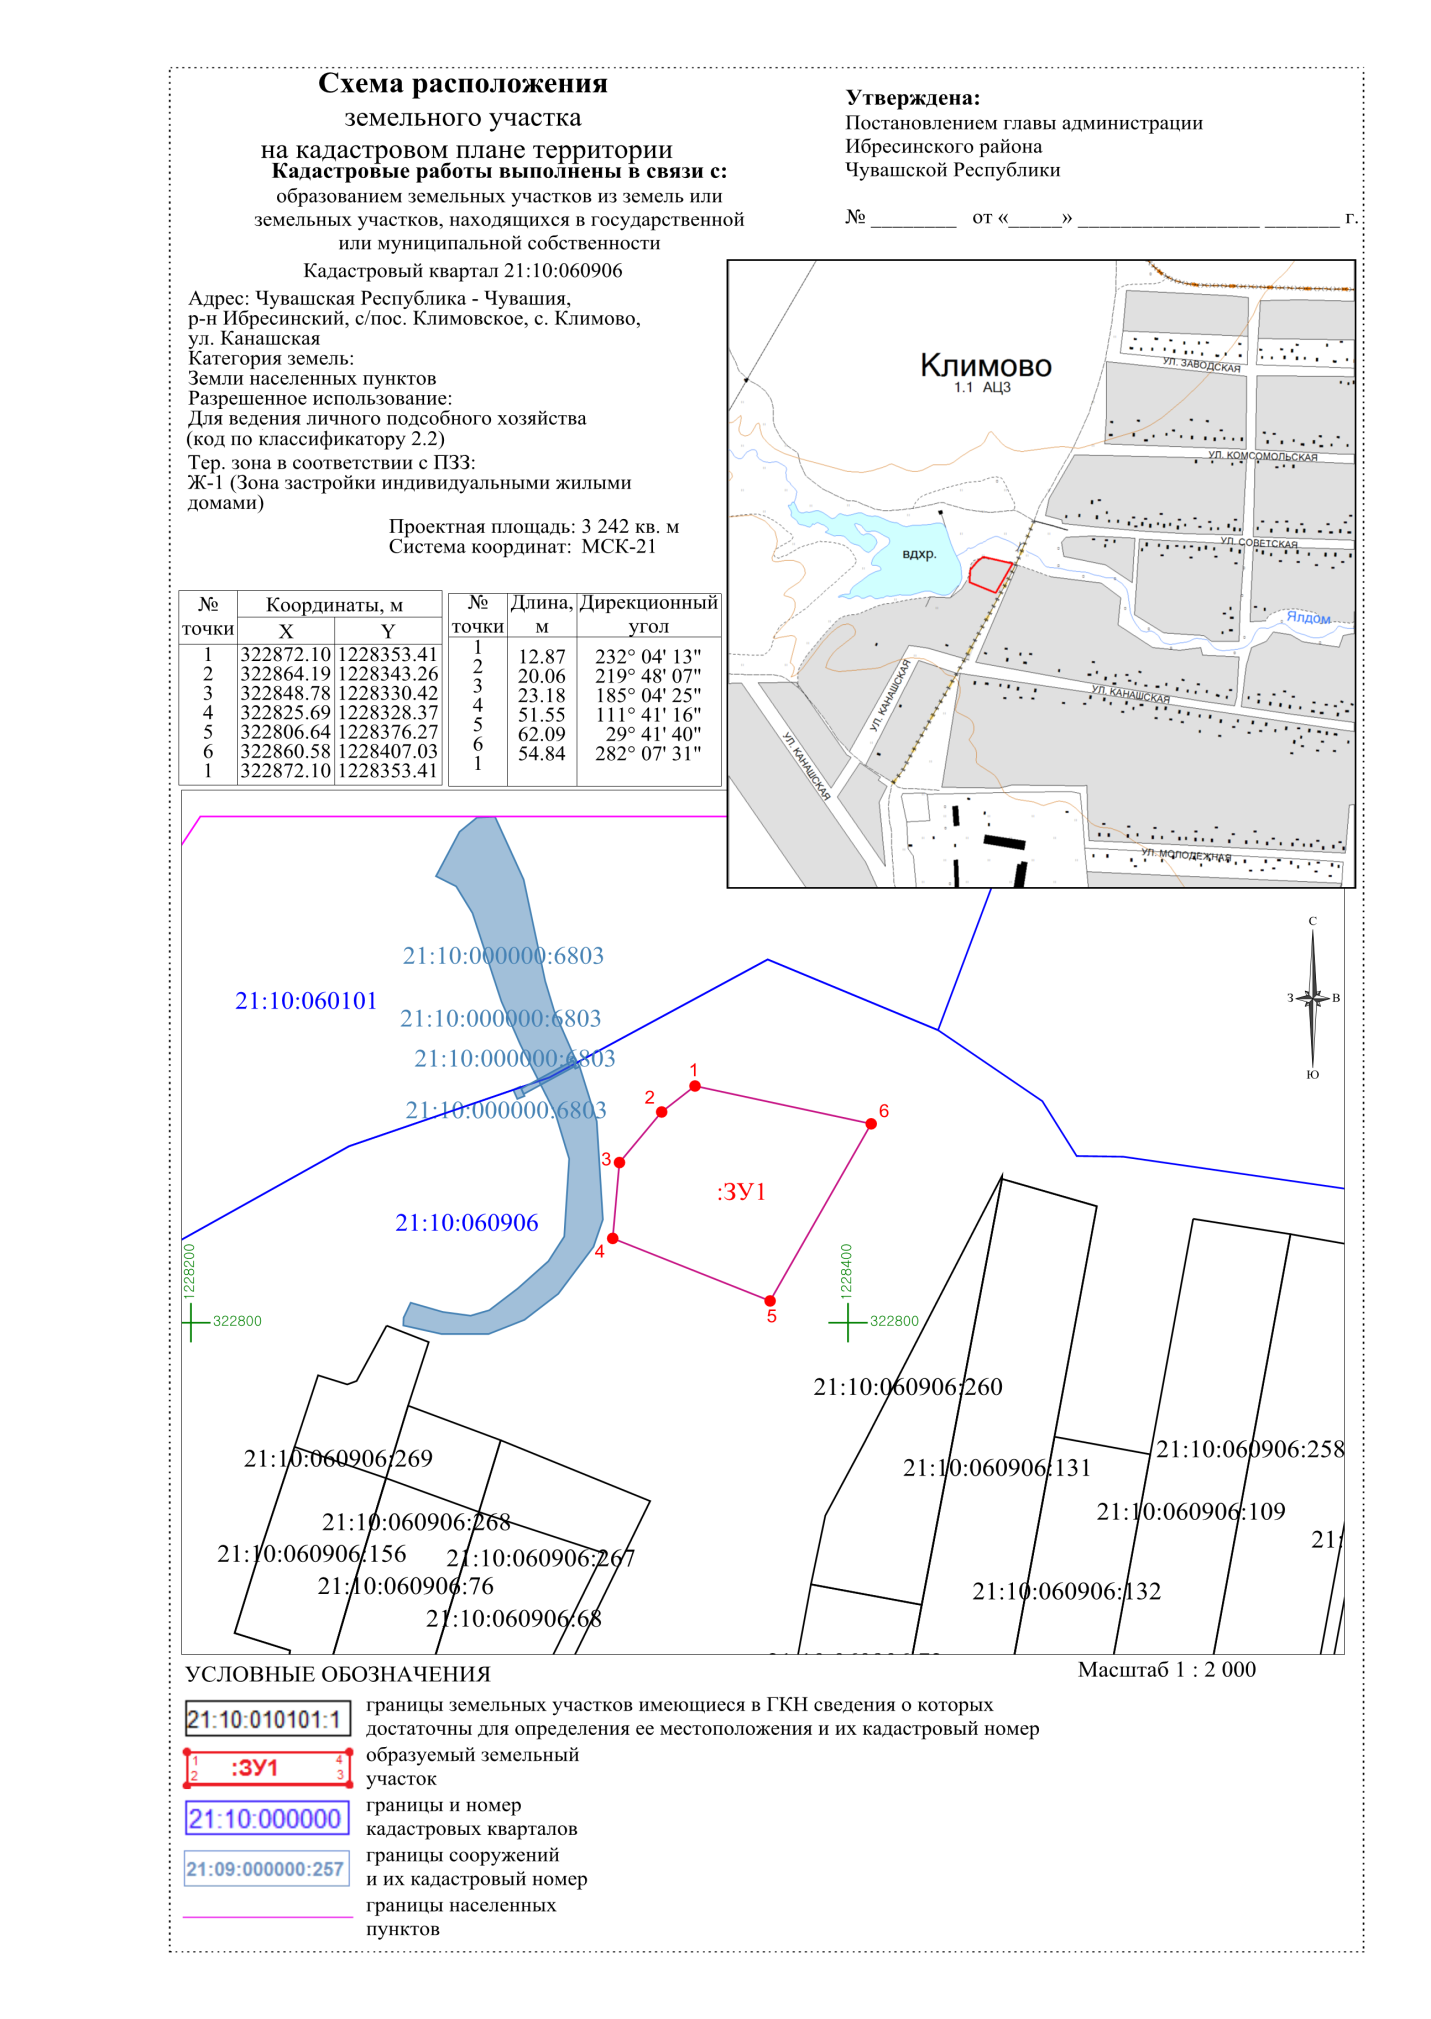 Схема расположения
земельного участка
на кадастровом плане территории
Кадастровые работы выполнены в связи с:
образованием земельных участков из земель или
земельных участков, находящихся в государственной
или муниципальной собственности
Кадастровый квартал 21:10:060906
Утверждена:
Постановлением главы администрации
Ибресинского района
Чувашской Республики
№ ________ от «_____» _________________ _______ г.
Адрес: Чувашская Республика - Чувашия,
р-н Ибресинский, с/пос. Климовское, с. Климово,
ул. Канашская
Категория земель:
Земли населенных пунктов
Разрешенное использование:
Для ведения личного подсобного хозяйства
(код по классификатору 2.2)
Тер. зона в соответствии с ПЗЗ:
Ж-1 (Зона застройки индивидуальными жилыми
домами)
Проектная площадь: 3 242 кв. м
Система координат: МСК-21
№ точки Координаты, м
X Y
1 322872.10 1228353.41
2 322864.19 1228343.26
3 322848.78 1228330.42
4 322825.69 1228328.37
5 322806.64 1228376.27
6 322860.58 1228407.03
1 322872.10 1228353.41
№ Длина, Дирекционный
точки м угол
1
12.87 232° 04' 13"
2
20.06 219° 48' 07"
3
23.18 185° 04' 25"
4
51.55 111° 41' 16"
5
62.09 29° 41' 40"
6
54.84 282° 07' 31"
1
Климово
1.1 АЦЗ
УЛ. ЗАВОДСКАЯ
УЛ. КОМСОМОЛЬСКАЯ
УЛ. СОВЕТСКАЯ
вдхр.
Ялдом
УЛ. КАНАШСКАЯ
УЛ. КАНАШСКАЯ
УЛ. КАНАШСКАЯ
УЛ. МОЛОДЕЖНАЯ
С
З
В
Ю
21:10:000000:6803
21:10:060101
21:10:000000:6803
21:10:000000:6803
21:10:000000:6803
1
2
6
3
:ЗУ1
21:10:060906
4
5
1228200
322800
1228400
322800
21:10:060906:260
21:10:060906:269
21:10:060906:131
21:10:060906:258
21:10:060906:268
21:10:060906:109
21:
21:10:060906:156
21:10:060906:267
21:10:060906:76
21:10:060906:132
21:10:060906:68
УСЛОВНЫЕ ОБОЗНАЧЕНИЯ
Масштаб 1 : 2 000
21:10:010101:1
границы земельных участков имеющиеся в ГКН сведения о которых
достаточны для определения ее местоположения и их кадастровый номер
1 :ЗУ1 4
2 3
образуемый земельный
участок
21:10:000000
границы и номер
кадастровых кварталов
21:09:000000:257
границы сооружений
и их кадастровый номер
границы населенных
пунктов